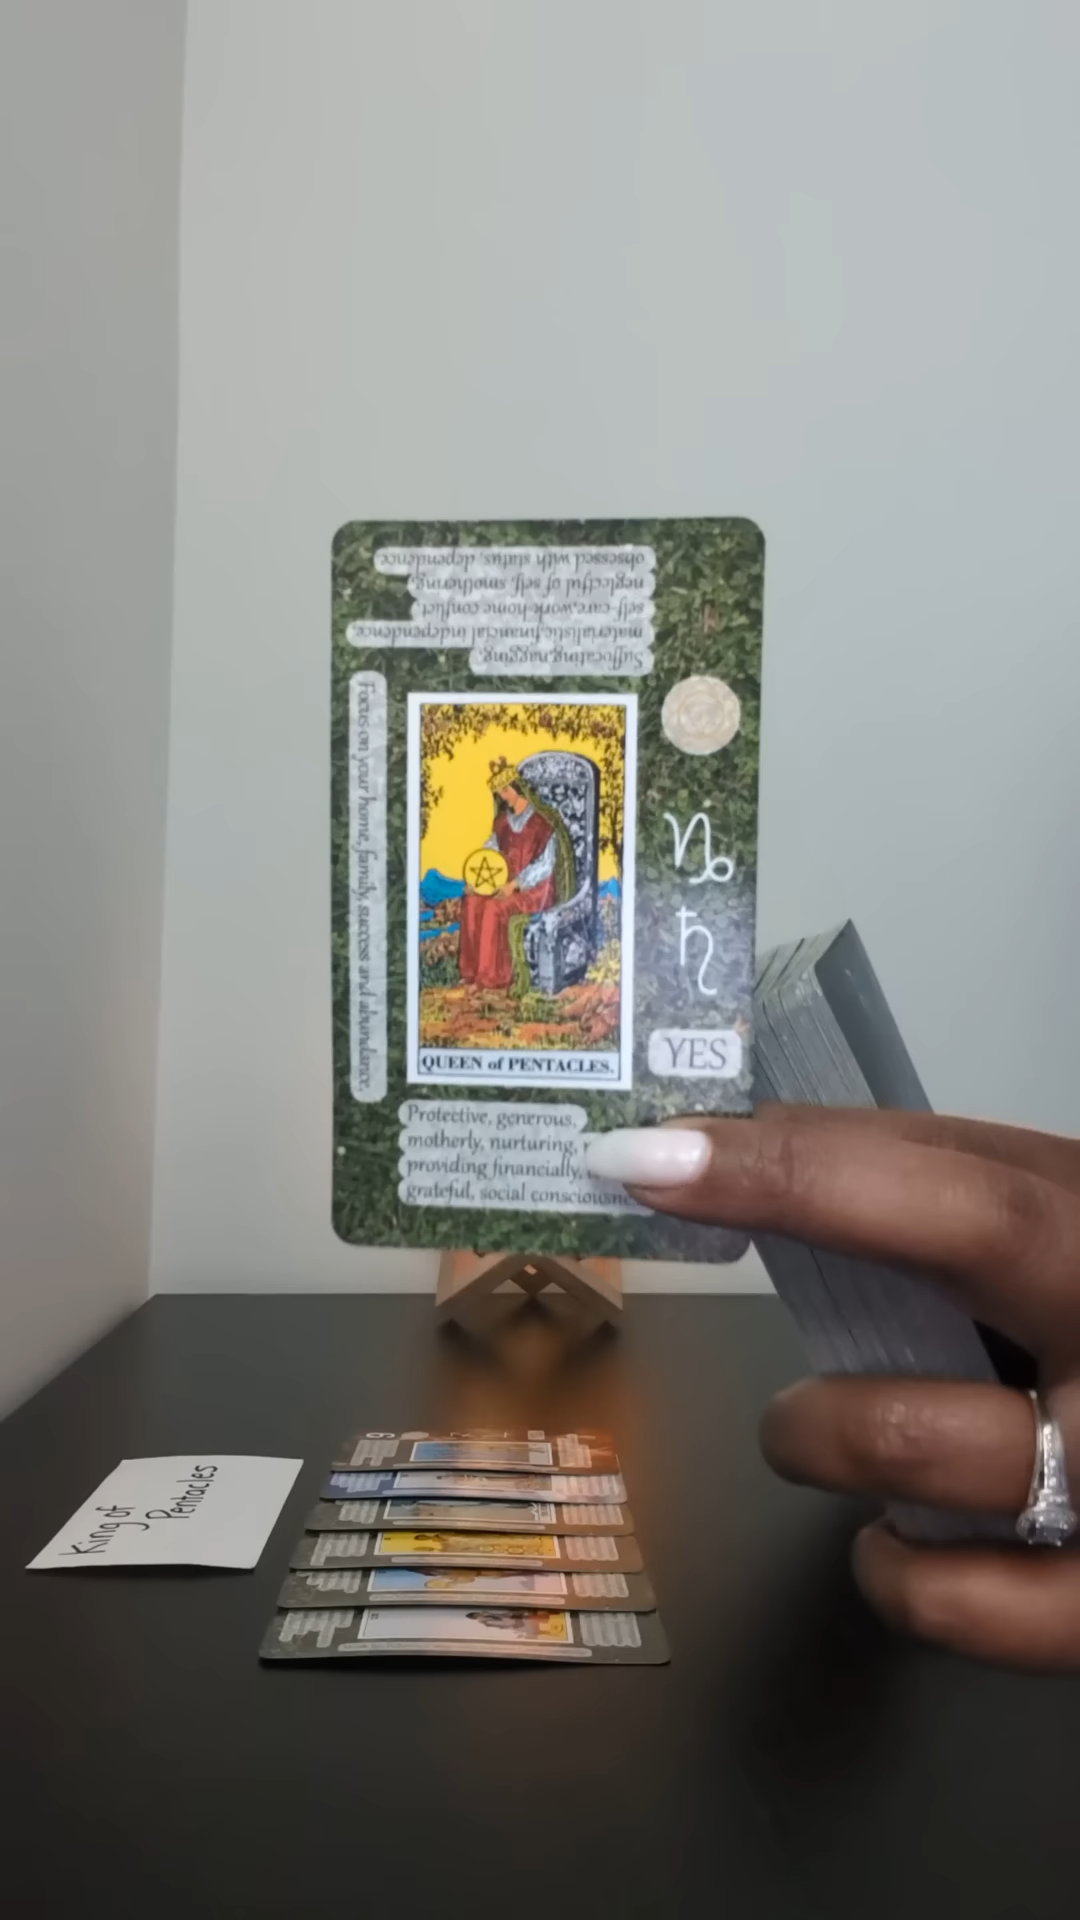 Suffocating,nagging,
materialistic,financial independence,
self-care,work-home conflict,
neglectful of self, smothering,
obsessed with status, dependence.
Focus on your home, family, success and abundance.
QUEEN of PENTACLES.
YES
Protective, generous,
motherly, nurturing,
providing financially,
grateful, social
King of
Pentacles